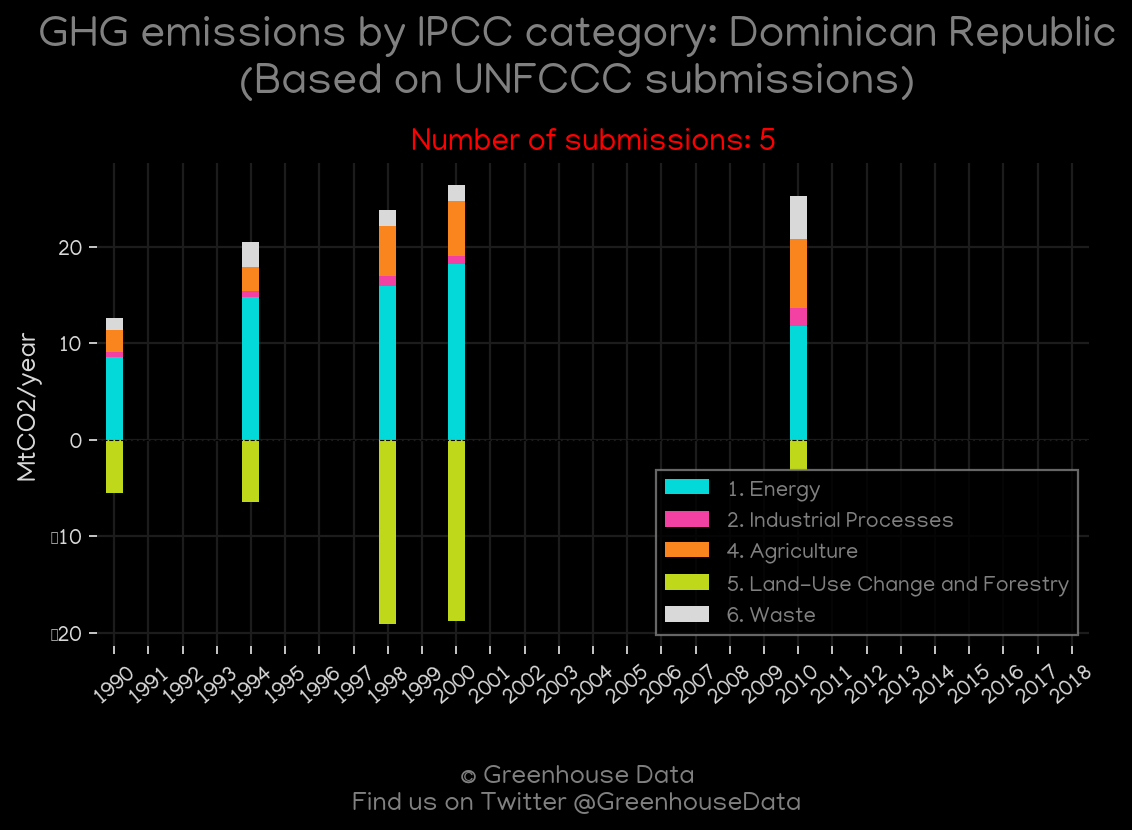 GHG emissions by IPCC category: Dominican Republic
(Based on UNFCCC submissions)
Number of submissions: 5
MtCO2/year
20
10
0
▯10
▯20
1990 1991 1992 1993 1994 1995 1996 1997 1998 1999 2000 2001 2002 2003 2004 2005 2006 2007 2008 2009 2010 2011 2012 2013 2014 2015 2016 2017 2018
1. Energy
2. Industrial Processes
4. Agriculture
5. Land-Use Change and Forestry
6. Waste
© Greenhouse Data
Find us on Twitter @GreenhouseData